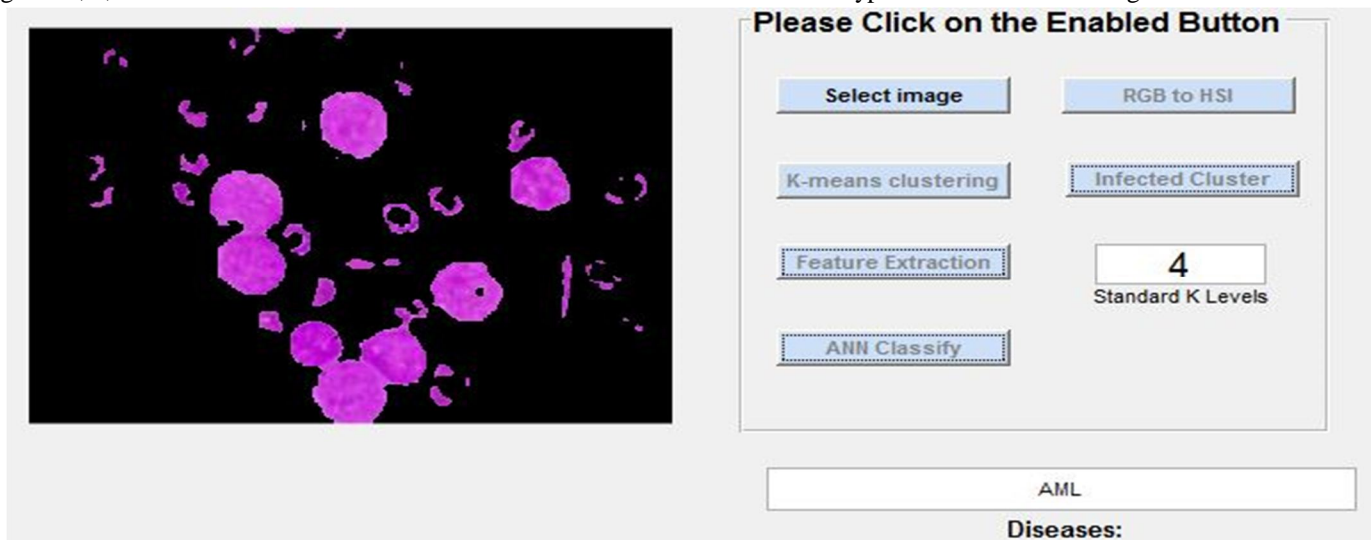 Please Click on the Enabled Button
Select image
RGB to HSI
K-means clustering
Infected Cluster
Feature Extraction
4
Standard K Levels
ANN Classify
AML
Diseases: